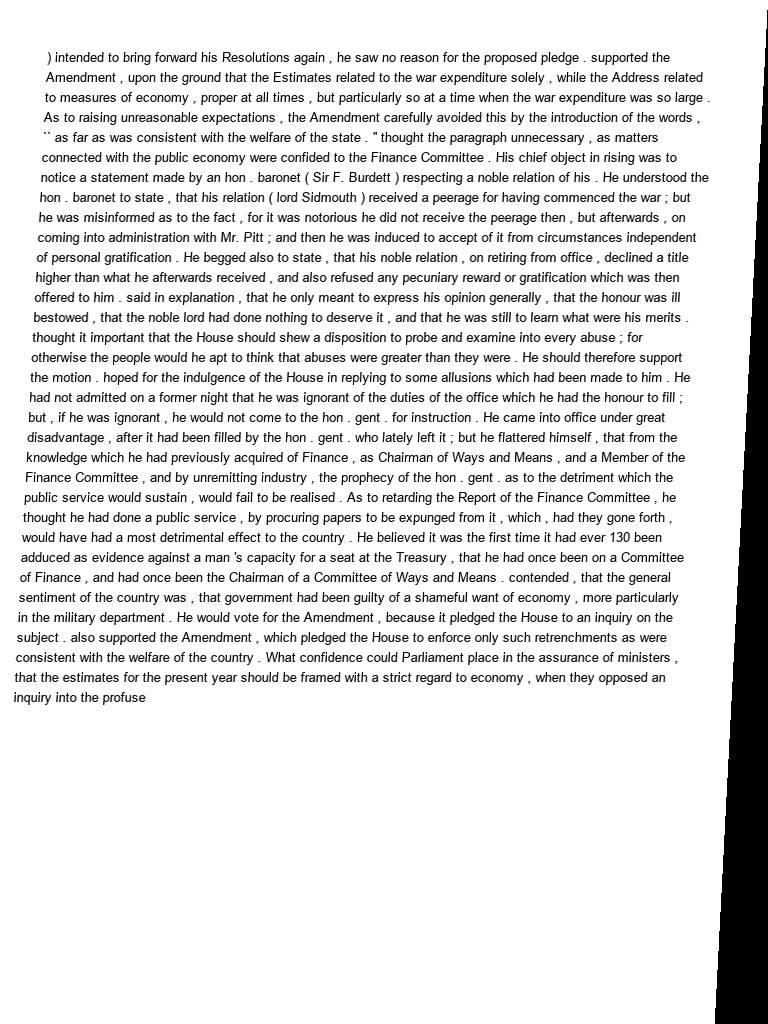 ) intended to bring forward his Resolutions again , he saw no reason for the proposed pledge . supported the
Amendment , upon the ground that the Estimates related to the war expenditure solely , while the Address related
to measures of economy , proper at all times , but particularly so at a time when the war expenditure was so large .
As to raising unreasonable expectations , the Amendment carefully avoided this by the introduction of the words ,
`` as far as was consistent with the welfare of the state . " thought the paragraph unnecessary , as matters
connected with the public economy were confided to the Finance Committee . His chief object in rising was to
notice a statement made by an hon . baronet ( Sir F. Burdett ) respecting a noble relation of his . He understood the
hon . baronet to state , that his relation ( lord Sidmouth ) received a peerage for having commenced the war ; but
he was misinformed as to the fact , for it was notorious he did not receive the peerage then , but afterwards , on
coming into administration with Mr. Pitt ; and then he was induced to accept of it from circumstances independent
of personal gratification . He begged also to state , that his noble relation , on retiring from office , declined a title
higher than what he afterwards received , and also refused any pecuniary reward or gratification which was then
offered to him . said in explanation , that he only meant to express his opinion generally , that the honour was ill
bestowed , that the noble lord had done nothing to deserve it , and that he was still to learn what were his merits .
thought it important that the House should shew a disposition to probe and examine into every abuse ; for
otherwise the people would he apt to think that abuses were greater than they were . He should therefore support
the motion . hoped for the indulgence of the House in replying to some allusions which had been made to him . He
had not admitted on a former night that he was ignorant of the duties of the office which he had the honour to fill ;
but , if he was ignorant , he would not come to the hon . gent . for instruction . He came into office under great
disadvantage , after it had been filled by the hon . gent . who lately left it ; but he flattered himself , that from the
knowledge which he had previously acquired of Finance , as Chairman of Ways and Means , and a Member of the
Finance Committee , and by unremitting industry , the prophecy of the hon . gent . as to the detriment which the
public service would sustain , would fail to be realised . As to retarding the Report of the Finance Committee , he
thought he had done a public service , by procuring papers to be expunged from it , which , had they gone forth ,
would have had a most detrimental effect to the country . He believed it was the first time it had ever 130 been
adduced as evidence against a man 's capacity for a seat at the Treasury , that he had once been on a Committee
of Finance , and had once been the Chairman of a Committee of Ways and Means . contended , that the general
sentiment of the country was , that government had been guilty of a shameful want of economy , more particularly
in the military department . He would vote for the Amendment , because it pledged the House to an inquiry on the
subject . also supported the Amendment , which pledged the House to enforce only such retrenchments as were
consistent with the welfare of the country . What confidence could Parliament place in the assurance of ministers ,
that the estimates for the present year should be framed with a strict regard to economy , when they opposed an
inquiry into the profuse